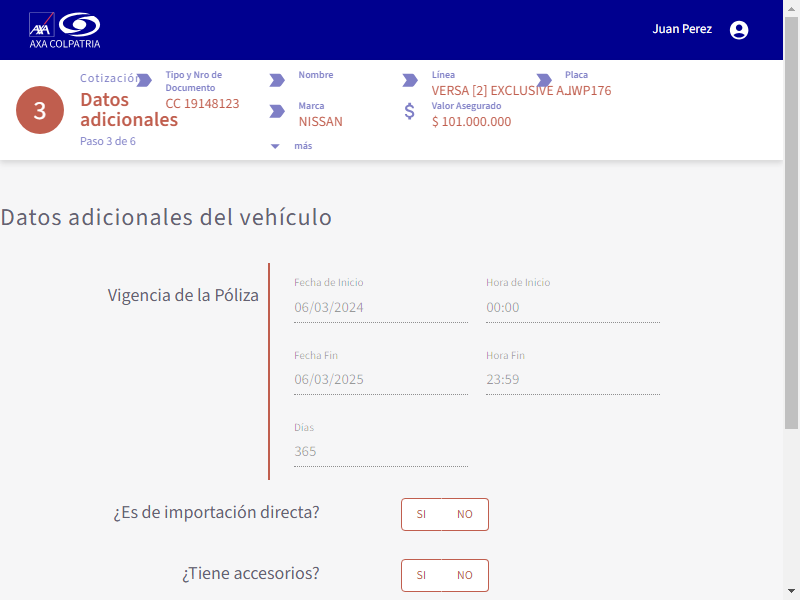 AXA
AXA COLPATRIA
Juan Perez
3
Cotización
Datos
adicionales
Paso 3 de 6
Tipo y Nro de
Documento
CC 19148123
Nombre
Marca
NISSAN
más
Línea
VERSA [2] EXCLUSIVE A
Valor Asegurado
$
$ 101.000.000
Placa
JWP176
Datos adicionales del vehículo
Vigencia de la Póliza
Fecha de Inicio
06/03/2024
Hora de Inicio
00:00
Fecha Fin
06/03/2025
Hora Fin
23:59
Días
365
¿Es de importación directa?
SI NO
¿Tiene accesorios?
SI NO